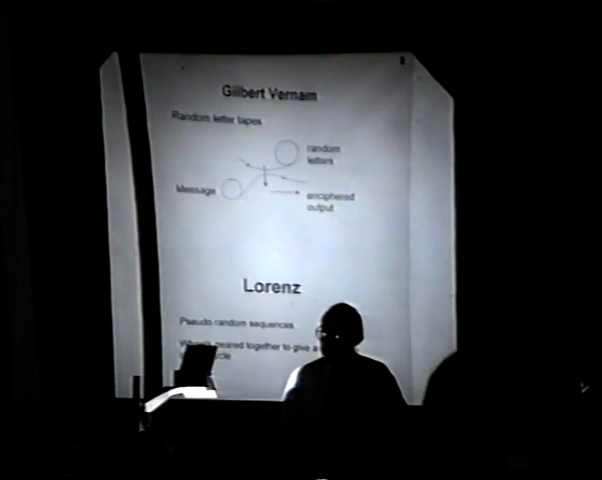 Gilbert Vernam
Random letter tapes
random
letters
Message
enciphered
output
Lorenz
Pseudo random sequences
Wheels geared together to give a
cycle